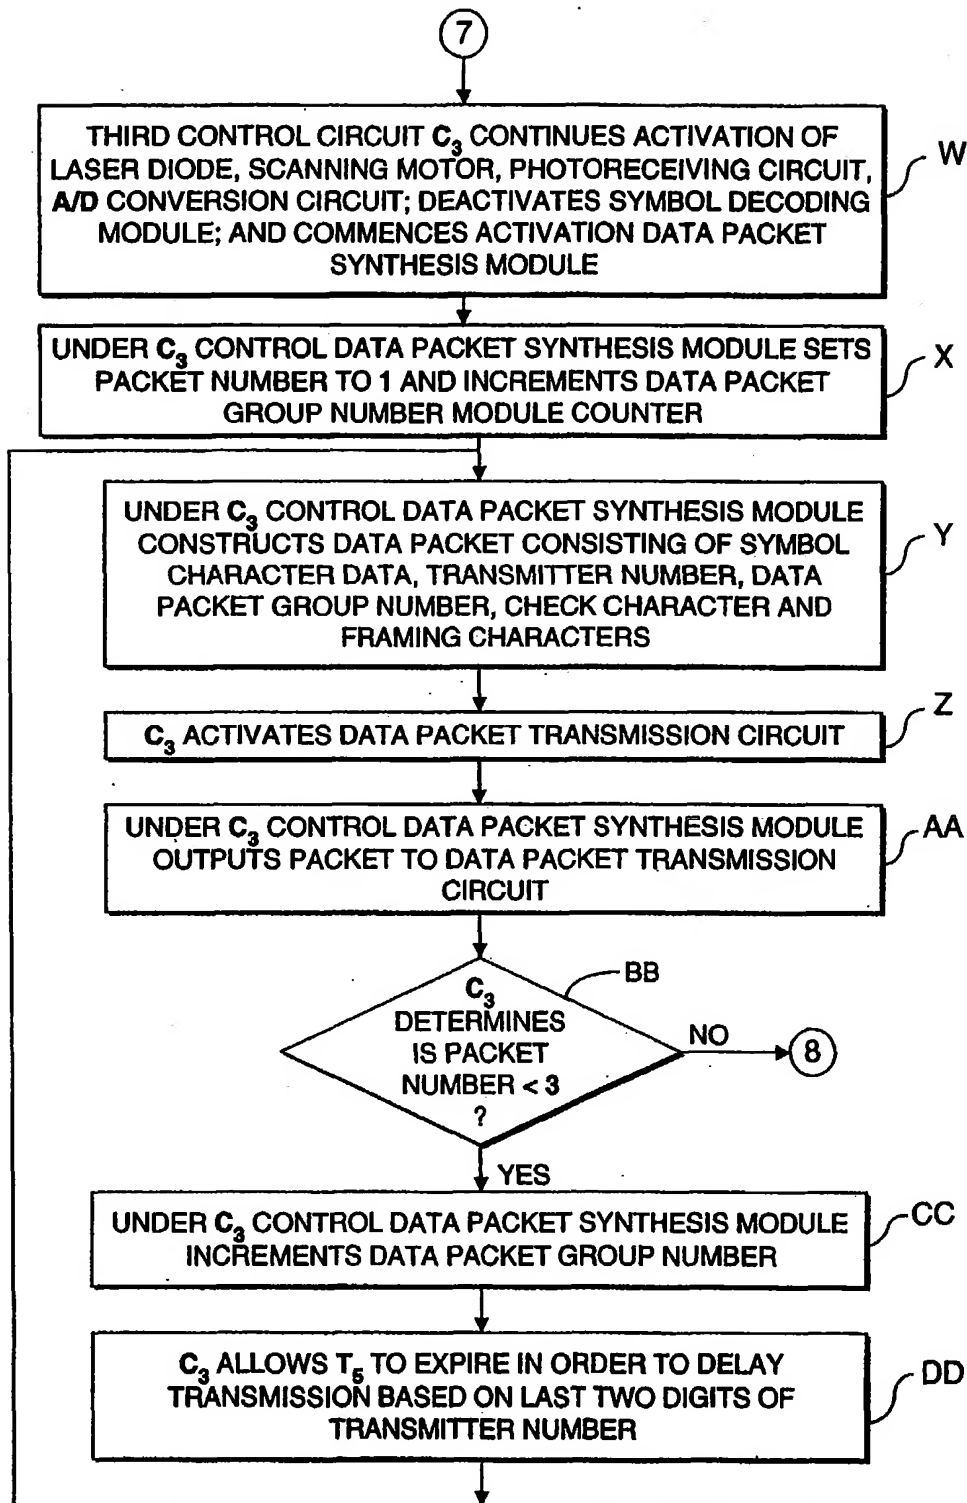 7
THIRD CONTROL CIRCUIT C3 CONTINUES ACTIVATION OF
LASER DIODE, SCANNING MOTOR, PHOTORECEIVING CIRCUIT,
A/D CONVERSION CIRCUIT; DEACTIVATES SYMBOL DECODING
MODULE; AND COMMENCES ACTIVATION DATA PACKET
SYNTHESIS MODULE
W
UNDER C3 CONTROL DATA PACKET SYNTHESIS MODULE SETS
PACKET NUMBER TO 1 AND INCREMENTS DATA PACKET
GROUP NUMBER MODULE COUNTER
X
UNDER C3 CONTROL DATA PACKET SYNTHESIS MODULE
CONSTRUCTS DATA PACKET CONSISTING OF SYMBOL
CHARACTER DATA, TRANSMITTER NUMBER, DATA
PACKET GROUP NUMBER, CHECK CHARACTER AND
FRAMING CHARACTERS
Y
C3 ACTIVATES DATA PACKET TRANSMISSION CIRCUIT
Z
UNDER C3 CONTROL DATA PACKET SYNTHESIS MODULE
OUTPUTS PACKET TO DATA PACKET TRANSMISSION
CIRCUIT
AA
C3
DETERMINES
IS PACKET
NUMBER < 3
?
BB
NO
8
YES
UNDER C3 CONTROL DATA PACKET SYNTHESIS MODULE
INCREMENTS DATA PACKET GROUP NUMBER
CC
C3 ALLOWS T5 TO EXPIRE IN ORDER TO DELAY
TRANSMISSION BASED ON LAST TWO DIGITS OF
TRANSMITTER NUMBER
DD